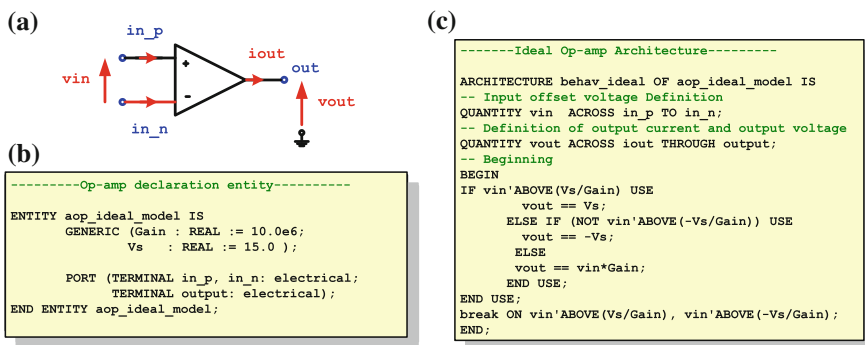 (a)
in_p
+
-
vin
in_n
iout
out
vout
(b)
---------Op-amp declaration entity----------
ENTITY aop_ideal_model IS
GENERIC (Gain : REAL := 10.0e6;
Vs : REAL := 15.0 );
PORT (TERMINAL in_p, in_n: electrical;
TERMINAL output: electrical);
END ENTITY aop_ideal_model;
(c)
-------Ideal Op-amp Architecture---------
ARCHITECTURE behav_ideal OF aop_ideal_model IS
-- Input offset voltage Definition
QUANTITY vin ACROSS in_p TO in_n;
-- Definition of output current and output voltage
QUANTITY vout ACROSS iout THROUGH output;
-- Beginning
BEGIN
IF vin'ABOVE(Vs/Gain) USE
vout == Vs;
ELSE IF (NOT vin'ABOVE(-Vs/Gain)) USE
vout == -Vs;
ELSE
vout == vin*Gain;
END USE;
END USE;
break ON vin'ABOVE(Vs/Gain), vin'ABOVE(-Vs/Gain);
END;